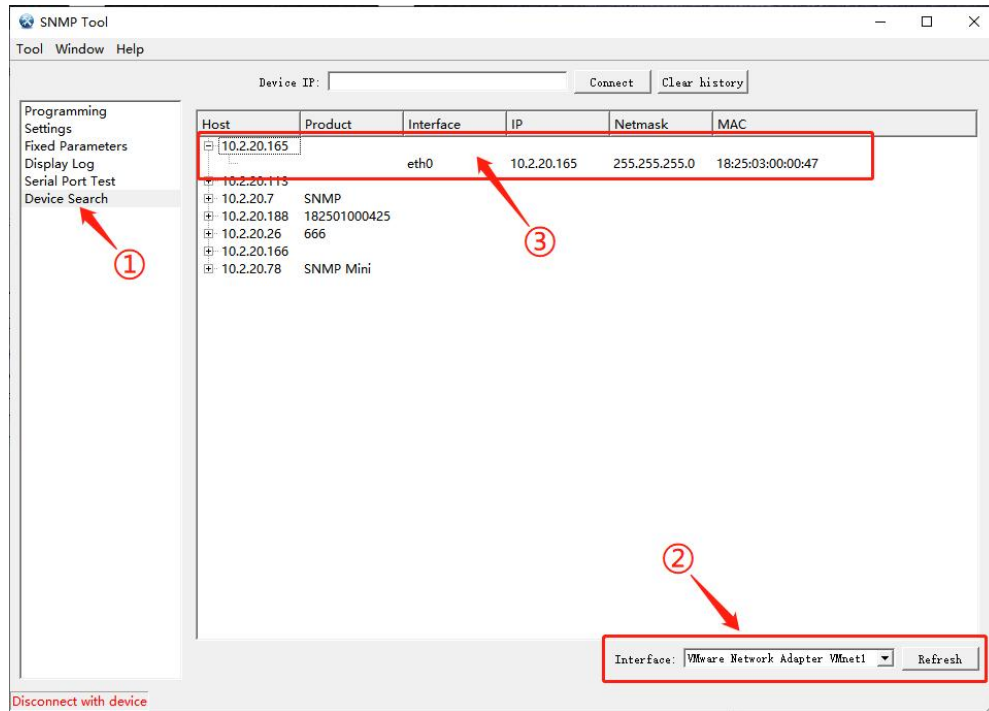 SNMP Tool
Tool Window Help
Device IP: Connect Clear history
Programming
Settings
Fixed Parameters
Display Log
Serial Port Test
Device Search
①
Host Product Interface IP Netmask MAC
10.2.20.165
eth0 10.2.20.165 255.255.255.0 18:25:03:00:00:47
10.2.20.113
10.2.20.7 SNMP
10.2.20.188 182501000425
10.2.20.26 666
10.2.20.166
10.2.20.78 SNMP Mini
③
②
Interface: VMware Network Adapter VMnet1 Refresh
Disconnect with device